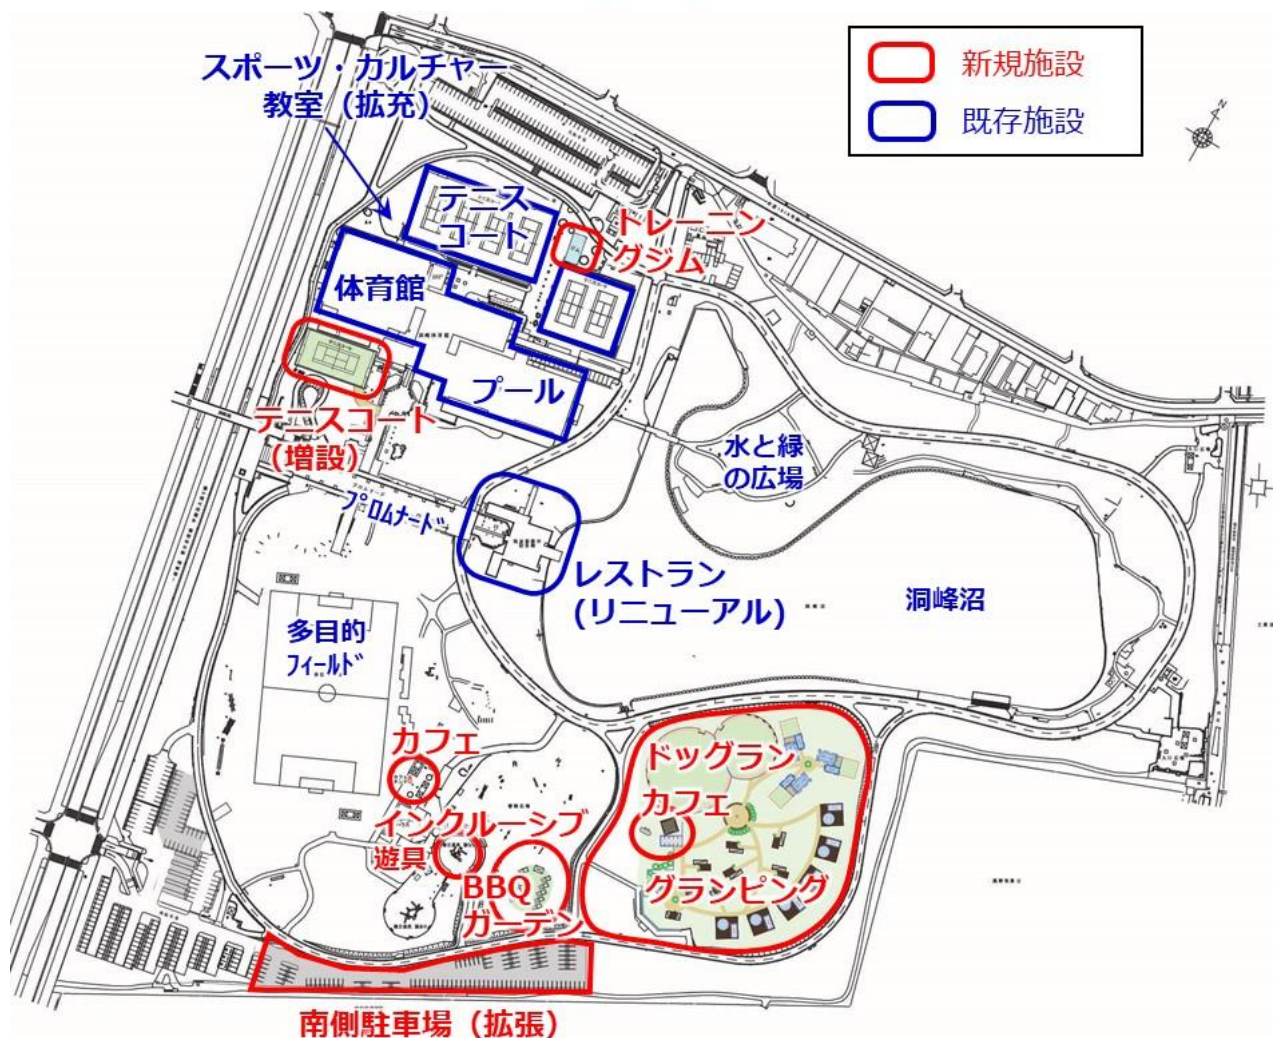 新規施設
既存施設
スポーツ・カルチャー
教室（拡充）
テニス
コート
トレーニン
グジム
体育館
プール
テニスコート
（増設）
水と緑
の広場
ﾌﾟﾛﾑﾅｰﾄﾞ
レストラン
(リニューアル)
洞峰沼
多目的
ﾌｨｰﾙﾄﾞ
カフェ
インクルーシブ
遊具
BBQ
ガーデン
ドッグラン
カフェ
グランピング
南側駐車場（拡張）
N